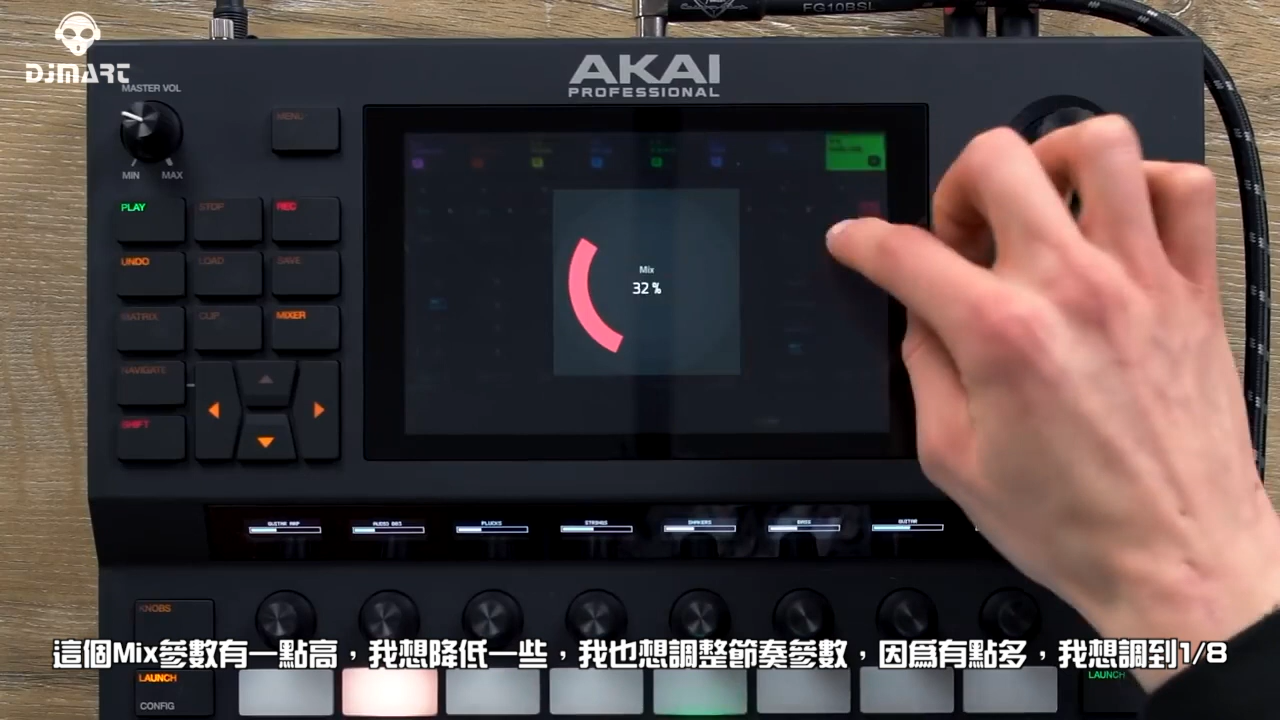 FG10BSL
DJMART
AKAI
PROFESSIONAL
MASTER VOL
MENU
MIN MAX
PLAY STOP REC
UNDO LOAD SAVE
MATRIX CLIP MIXER
NAVIGATE
SHIFT
Mix
32 %
PLUCKS STRINGS SHAKERS BASS GUITAR
KNOBS
這個Mix參數有一點高，我想降低一些，我也想調整節奏參數，因為有點多，我想調到1/8
LAUNCH LAUNCH
CONFIG